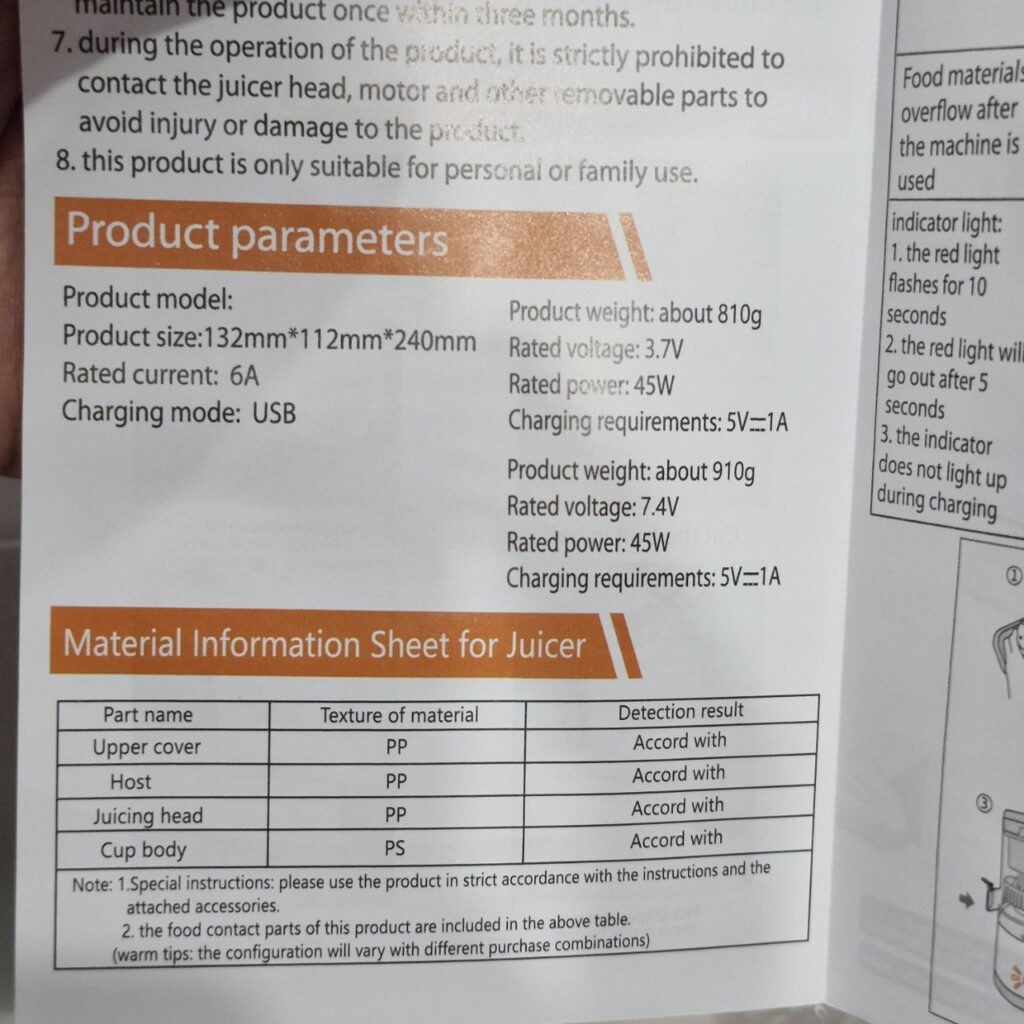 maintain the product once within three months.
7. during the operation of the product, it is strictly prohibited to
contact the juicer head, motor and other removable parts to
avoid injury or damage to the product.
8. this product is only suitable for personal or family use.
Product parameters
Product model:
Product size:132mm*112mm*240mm
Rated current: 6A
Charging mode: USB
Product weight: about 810g
Rated voltage: 3.7V
Rated power: 45W
Charging requirements: 5V⎓1A
Product weight: about 910g
Rated voltage: 7.4V
Rated power: 45W
Charging requirements: 5V⎓1A
Material Information Sheet for Juicer
Part name Texture of material Detection result
Upper cover PP Accord with
Host PP Accord with
Juicing head PP Accord with
Cup body PS Accord with
Note: 1.Special instructions: please use the product in strict accordance with the instructions and the
attached accessories.
2. the food contact parts of this product are included in the above table.
(warm tips: the configuration will vary with different purchase combinations)
Food materials
overflow after
the machine is
used
indicator light:
1. the red light
flashes for 10
seconds
2. the red light will
go out after 5
seconds
3. the indicator
does not light up
during charging
①
③